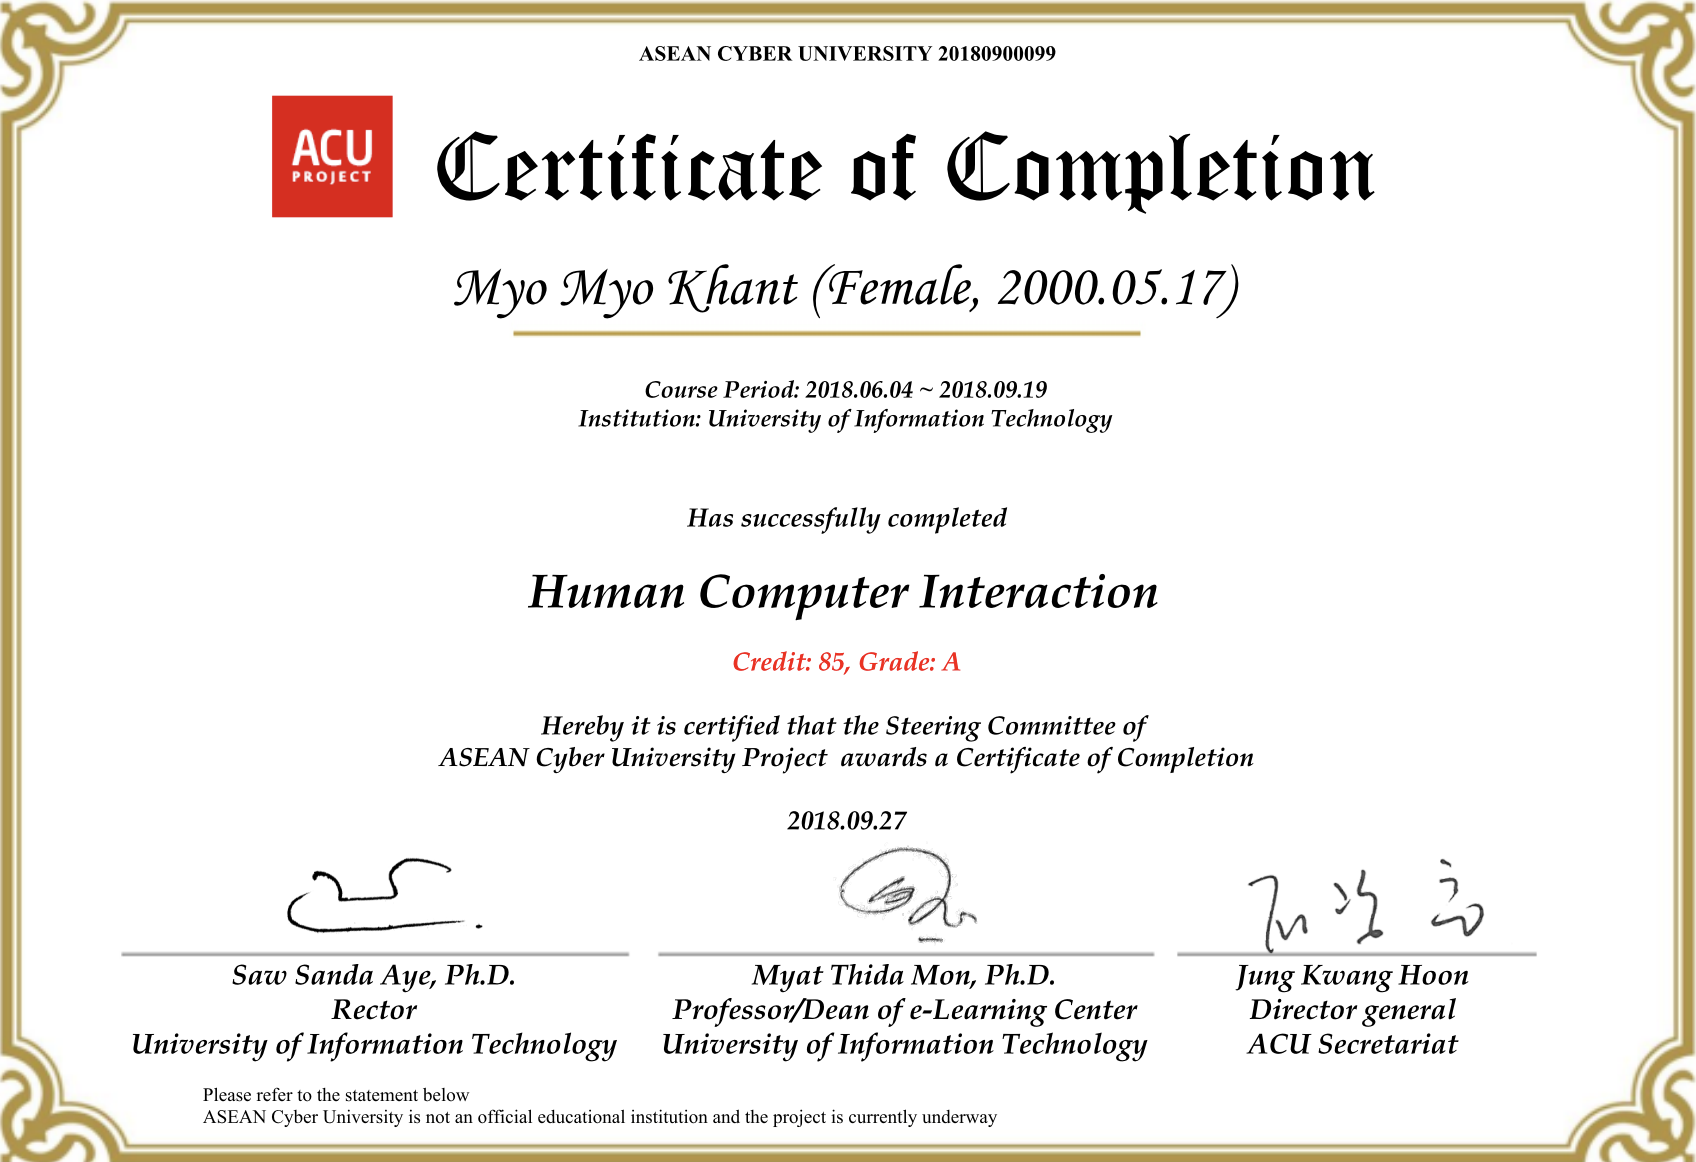 ASEAN CYBER UNIVERSITY 20180900099
ACU
PROJECT
Certificate of Completion
Myo Myo Khant (Female, 2000.05.17)
Course Period: 2018.06.04 ~ 2018.09.19
Institution: University of Information Technology
Has successfully completed
Human Computer Interaction
Credit: 85, Grade: A
Hereby it is certified that the Steering Committee of
ASEAN Cyber University Project awards a Certificate of Completion
2018.09.27
Saw Sanda Aye, Ph.D.
Rector
University of Information Technology
Myat Thida Mon, Ph.D.
Professor/Dean of e-Learning Center
University of Information Technology
Jung Kwang Hoon
Director general
ACU Secretariat
Please refer to the statement below
ASEAN Cyber University is not an official educational institution and the project is currently underway